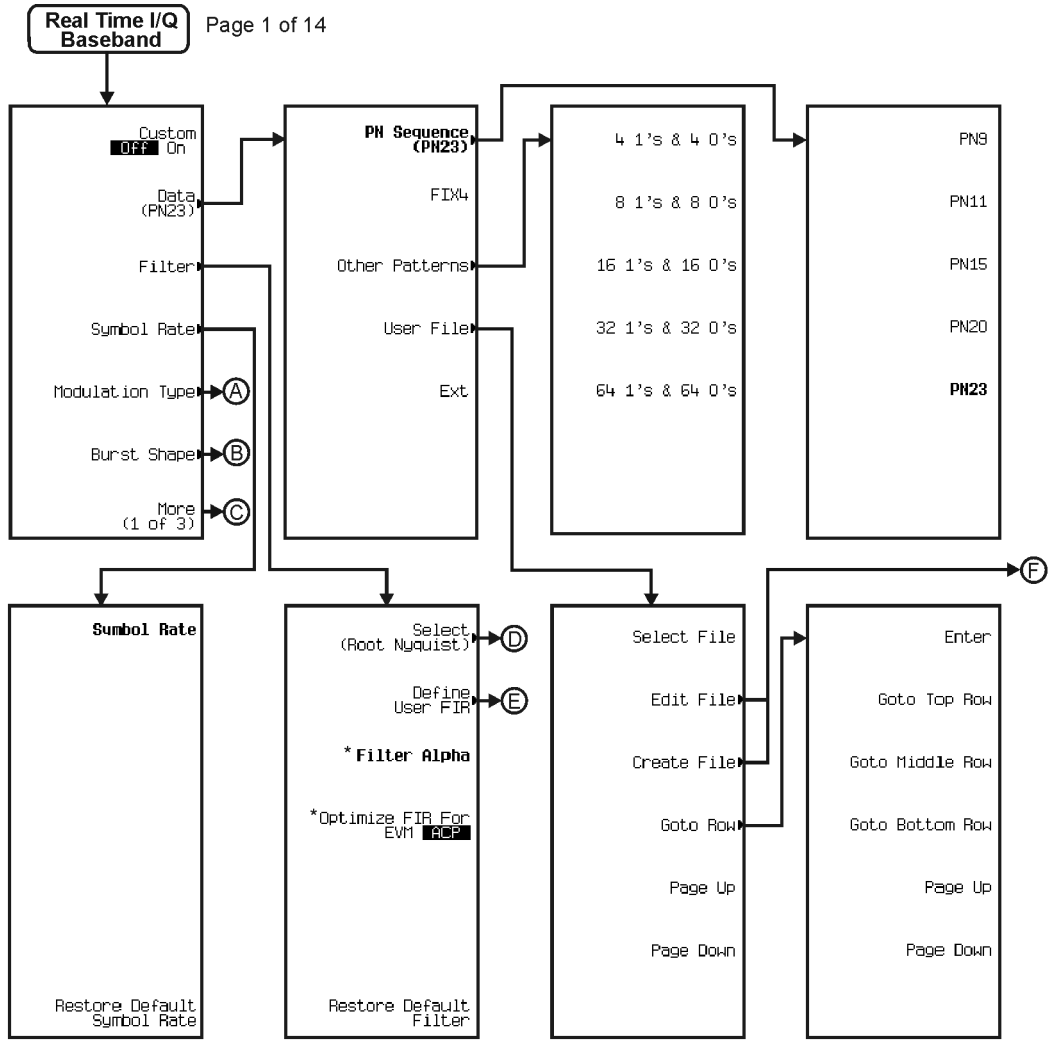 Real Time I/Q
Baseband
Page 1 of 14
Custom
Off On
Data
(PN23)
Filter
Symbol Rate
Modulation Type
A
Burst Shape
B
More
(1 of 3)
C
PN Sequence
(PN23)
FIX4
Other Patterns
User File
Ext
4 1's & 4 0's
8 1's & 8 0's
16 1's & 16 0's
32 1's & 32 0's
64 1's & 64 0's
PN9
PN11
PN15
PN20
PN23
Symbol Rate
Restore Default
Symbol Rate
Select
(Root Nyquist)
D
Define
User FIR
E
*Filter Alpha
*Optimize FIR For
EVM ACP
Restore Default
Filter
Select File
Edit File
Create File
Goto Row
Page Up
Page Down
F
Enter
Goto Top Row
Goto Middle Row
Goto Bottom Row
Page Up
Page Down